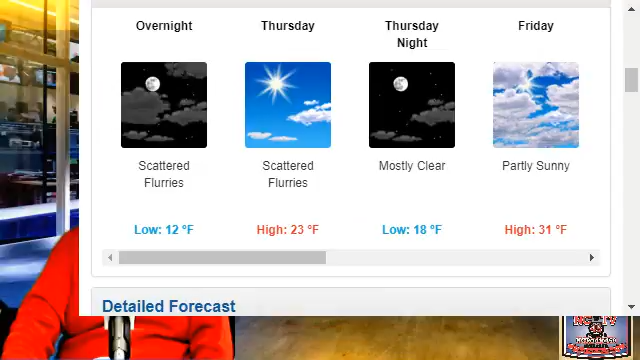 Overnight
Thursday
Thursday
Night
Friday
Scattered
Flurries
Scattered
Flurries
Mostly Clear
Partly Sunny
Low: 12 °F
High: 23 °F
Low: 18 °F
High: 31 °F
Detailed Forecast